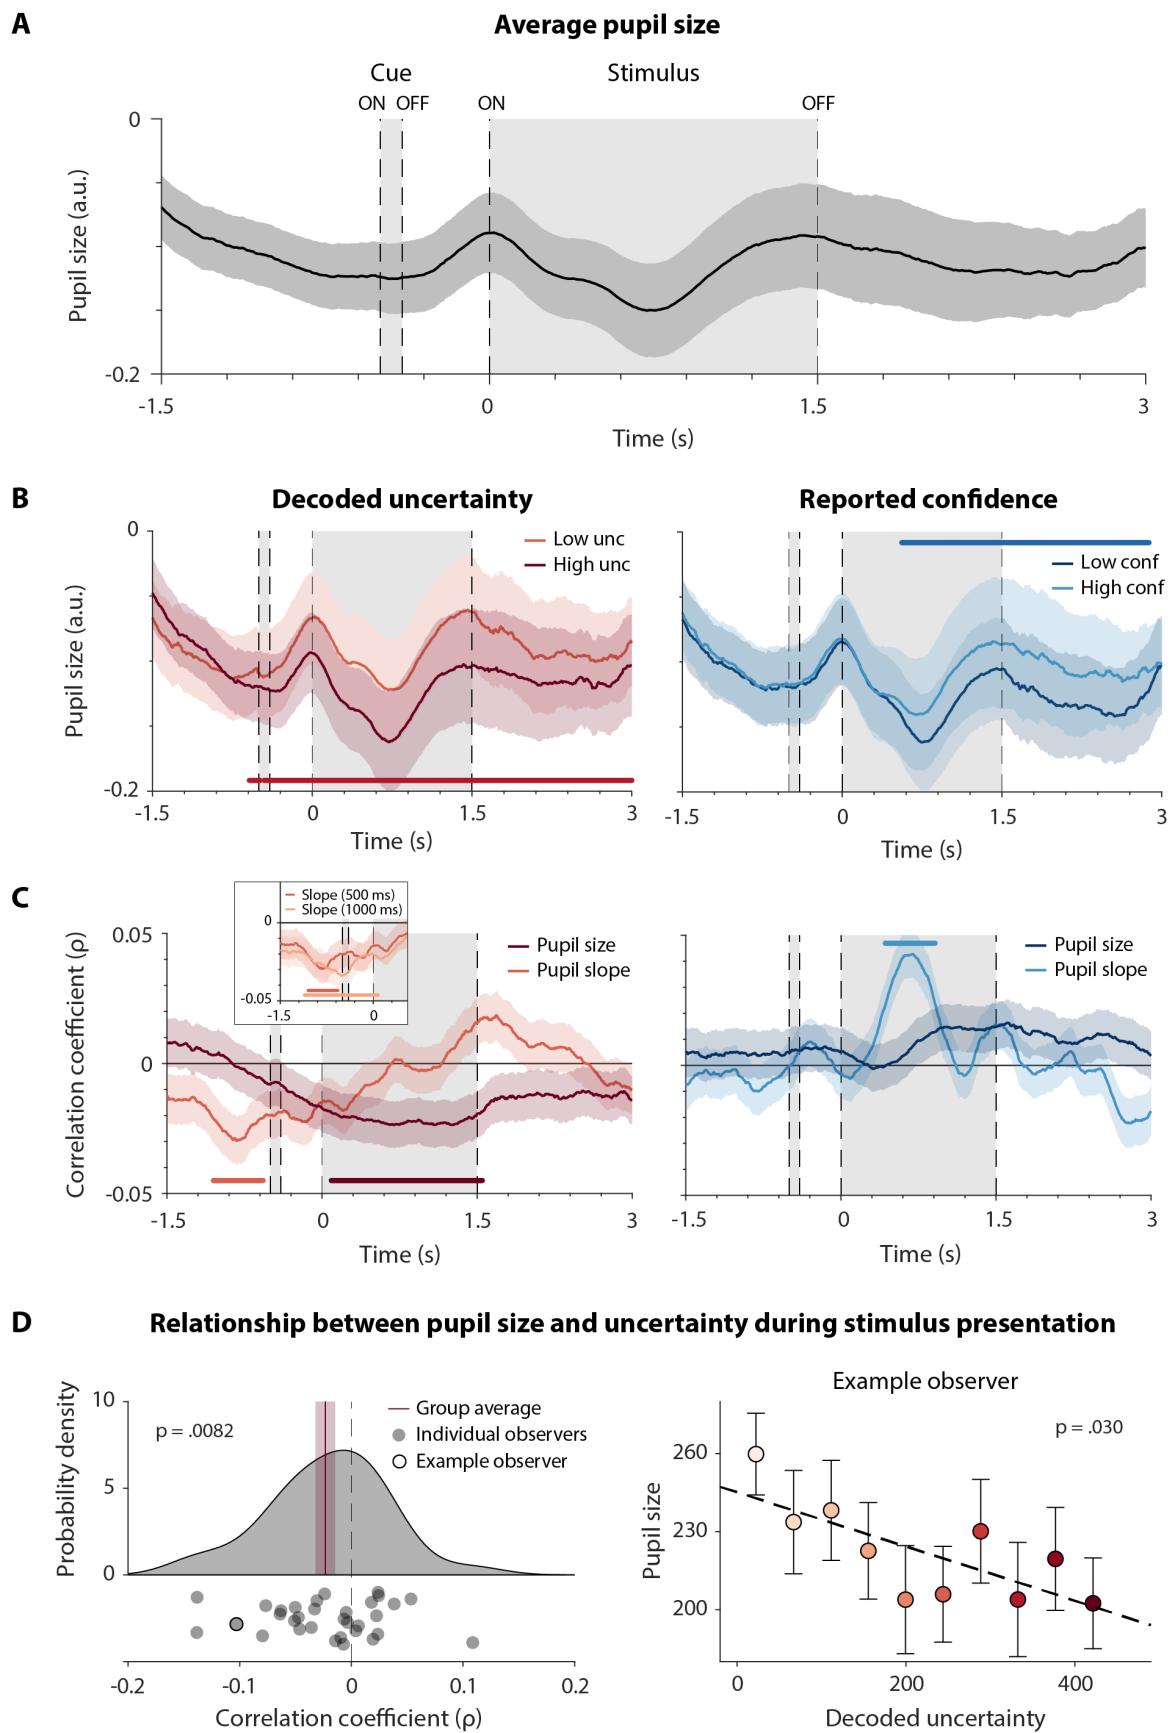 A
Average pupil size
Cue
Stimulus
ON OFF
ON
OFF
0
-0.2
Pupil size (a.u.)
-1.5
0
1.5
3
Time (s)
B
Decoded uncertainty
Reported confidence
0
-0.2
Pupil size (a.u.)
Low unc
High unc
-1.5
0
1.5
3
Time (s)
Low conf
High conf
-1.5
0
1.5
3
Time (s)
C
Slope (500 ms)
Slope (1000 ms)
0
-0.05
-1.5
0
0.05
0
-0.05
Correlation coefficient (ρ)
Pupil size
Pupil slope
-1.5
0
1.5
3
Time (s)
Pupil size
Pupil slope
-1.5
0
1.5
3
Time (s)
D
Relationship between pupil size and uncertainty during stimulus presentation
10
5
0
Probability density
p = .0082
Group average
Individual observers
Example observer
-0.2
-0.1
0
0.1
0.2
Correlation coefficient (ρ)
Example observer
p = .030
260
230
200
Pupil size
0
200
400
Decoded uncertainty